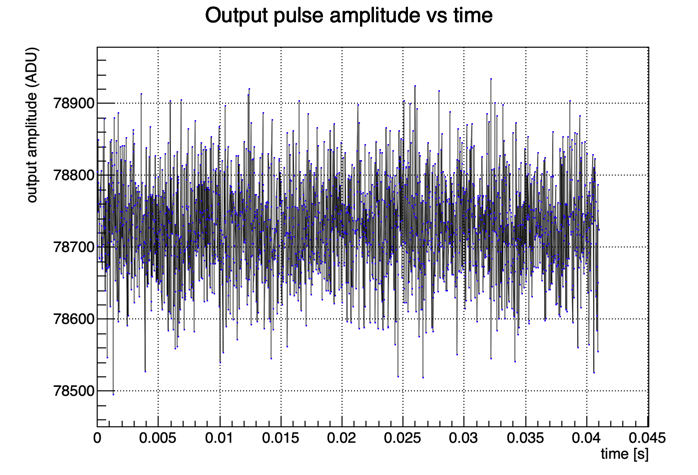 Output pulse amplitude vs time
output amplitude (ADU)
78900
78800
78700
78600
78500
0 0.005 0.01 0.015 0.02 0.025 0.03 0.035 0.04 0.045
time [s]